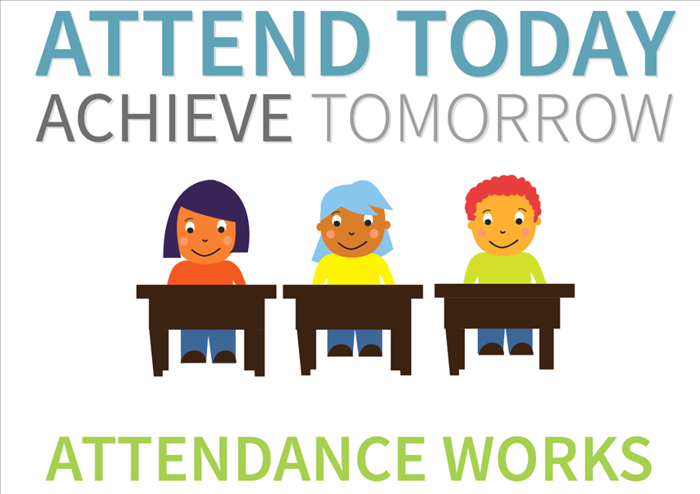 ATTEND TODAY
ACHIEVE TOMORROW
ATTENDANCE WORKS